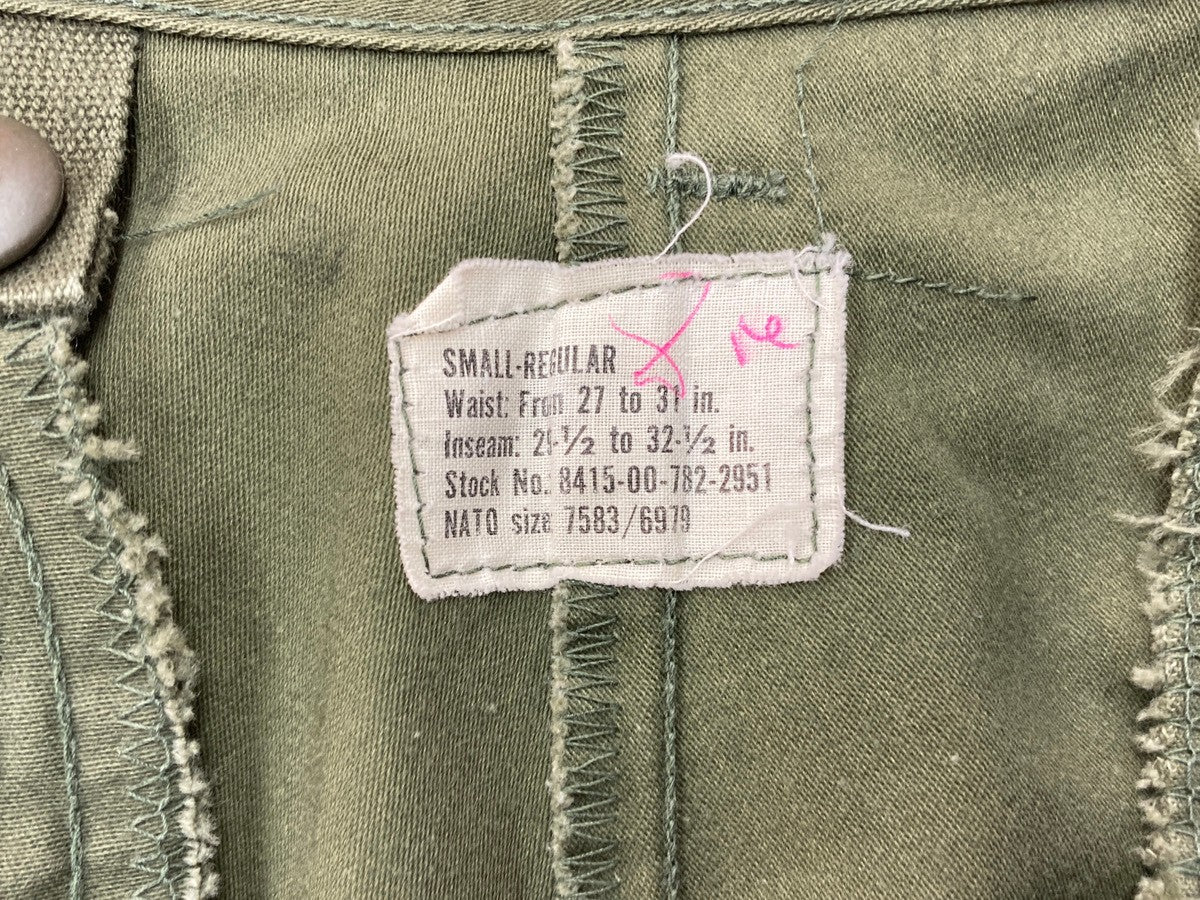 SMALL-REGULAR
Waist: From 27 to 31 in.
Inseam: 29-½ to 32-½ in.
Stock No. 8415-00-782-2951
NATO size 7583/6979